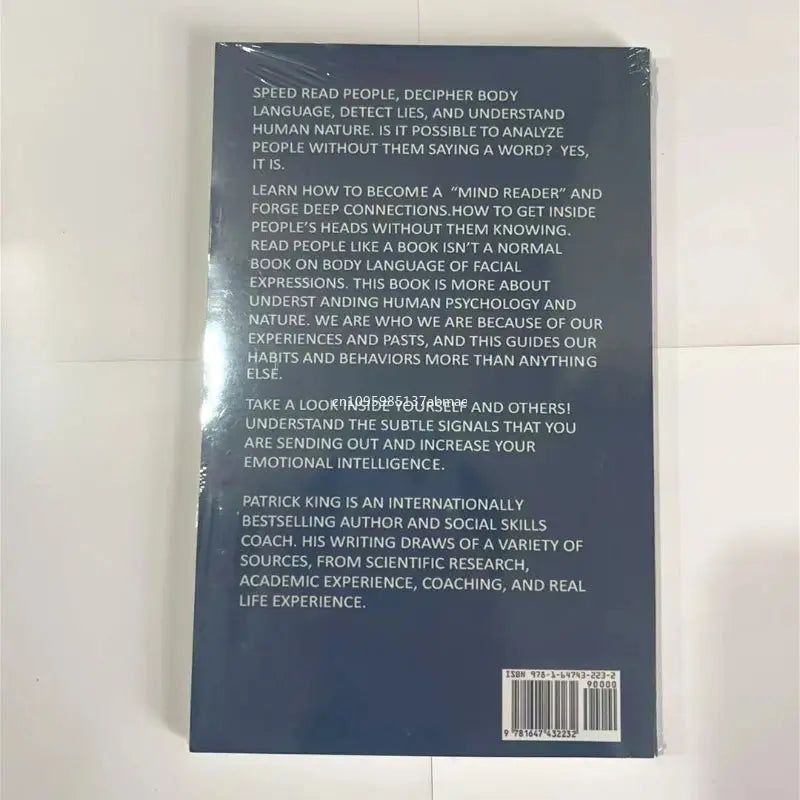 SPEED READ PEOPLE, DECIPHER BODY
LANGUAGE, DETECT LIES, AND UNDERSTAND
HUMAN NATURE. IS IT POSSIBLE TO ANALYZE
PEOPLE WITHOUT THEM SAYING A WORD? YES,
IT IS.
LEARN HOW TO BECOME A "MIND READER" AND
FORGE DEEP CONNECTIONS.HOW TO GET INSIDE
PEOPLE'S HEADS WITHOUT THEM KNOWING.
READ PEOPLE LIKE A BOOK ISN'T A NORMAL
BOOK ON BODY LANGUAGE OF FACIAL
EXPRESSIONS. THIS BOOK IS MORE ABOUT
UNDERST ANDING HUMAN PSYCHOLOGY AND
NATURE. WE ARE WHO WE ARE BECAUSE OF OUR
EXPERIENCES AND PASTS, AND THIS GUIDES OUR
HABITS AND BEHAVIORS MORE THAN ANYTHING
ELSE.
cn1095985137abmae
TAKE A LOOK INSIDE YOURSELF AND OTHERS!
UNDERSTAND THE SUBTLE SIGNALS THAT YOU
ARE SENDING OUT AND INCREASE YOUR
EMOTIONAL INTELLIGENCE.
PATRICK KING IS AN INTERNATIONALLY
BESTSELLING AUTHOR AND SOCIAL SKILLS
COACH. HIS WRITING DRAWS OF A VARIETY OF
SOURCES, FROM SCIENTIFIC RESEARCH,
ACADEMIC EXPERIENCE, COACHING, AND REAL
LIFE EXPERIENCE.
ISBN 978-1-64743-223-2
90000
9 781647 432232